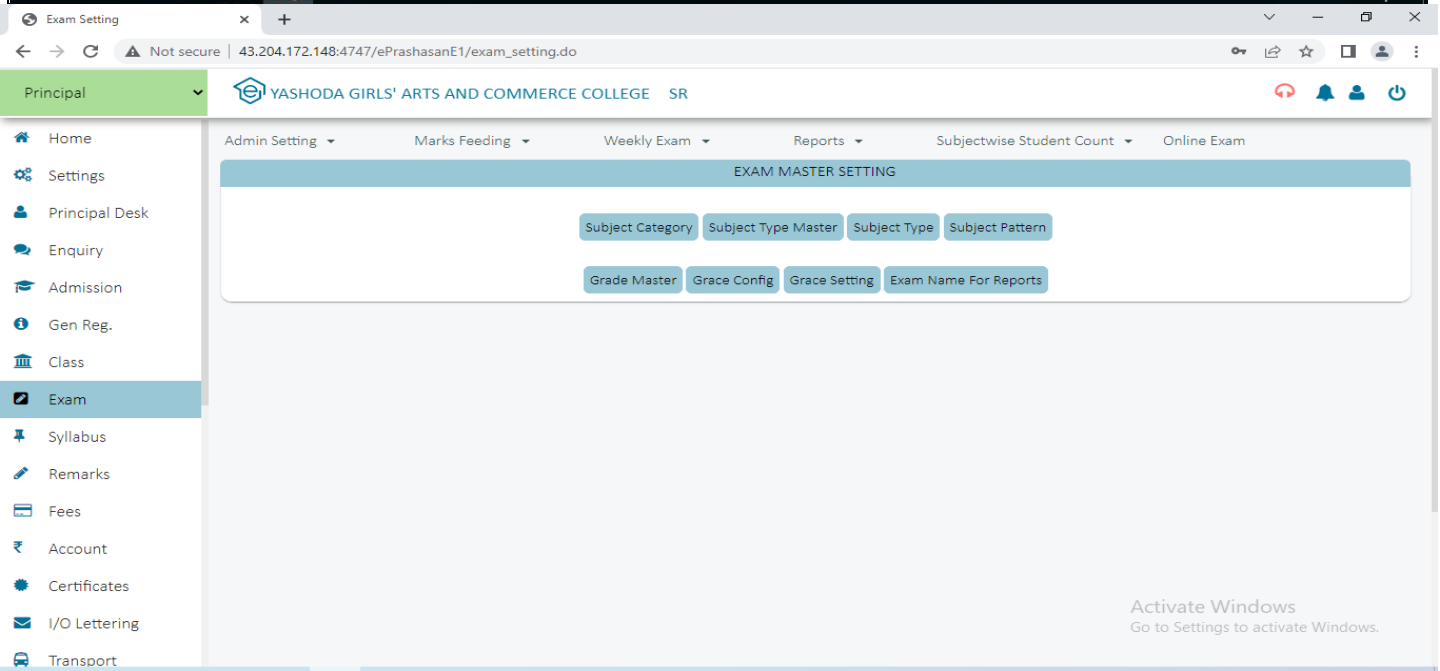 Exam Setting
Not secure | 43.204.172.148:4747/ePrashasanE1/exam_setting.do
Principal
YASHODA GIRLS' ARTS AND COMMERCE COLLEGE SR
Home
Settings
Principal Desk
Enquiry
Admission
Gen Reg.
Class
Exam
Syllabus
Remarks
Fees
Account
Certificates
I/O Lettering
Transport
Admin Setting Marks Feeding Weekly Exam Reports Subjectwise Student Count Online Exam
EXAM MASTER SETTING
Subject Category Subject Type Master Subject Type Subject Pattern
Grade Master Grace Config Grace Setting Exam Name For Reports
Activate Windows
Go to Settings to activate Windows.